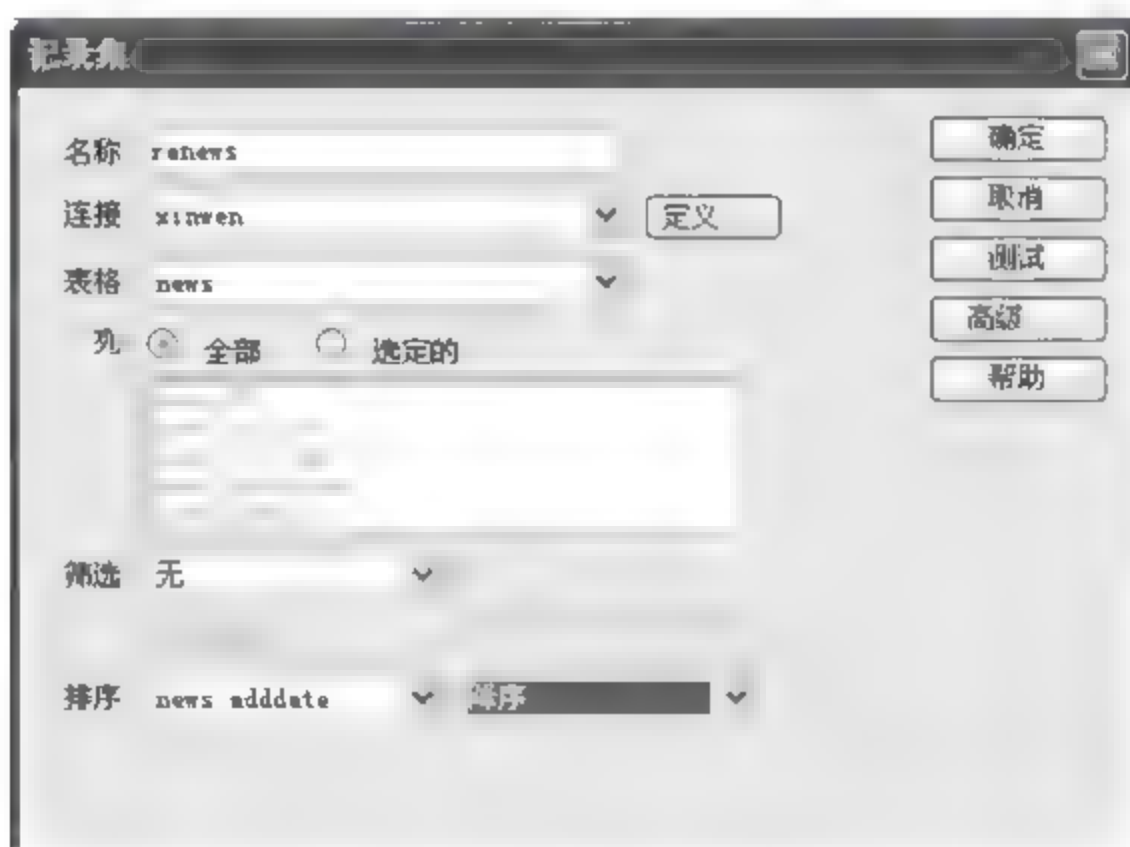 记录集
名称 renews
连接 xinwen 定义
表格 news
列 全部 选定的
筛选 无
排序 news adddate 降序
确定
取消
测试
高级
帮助